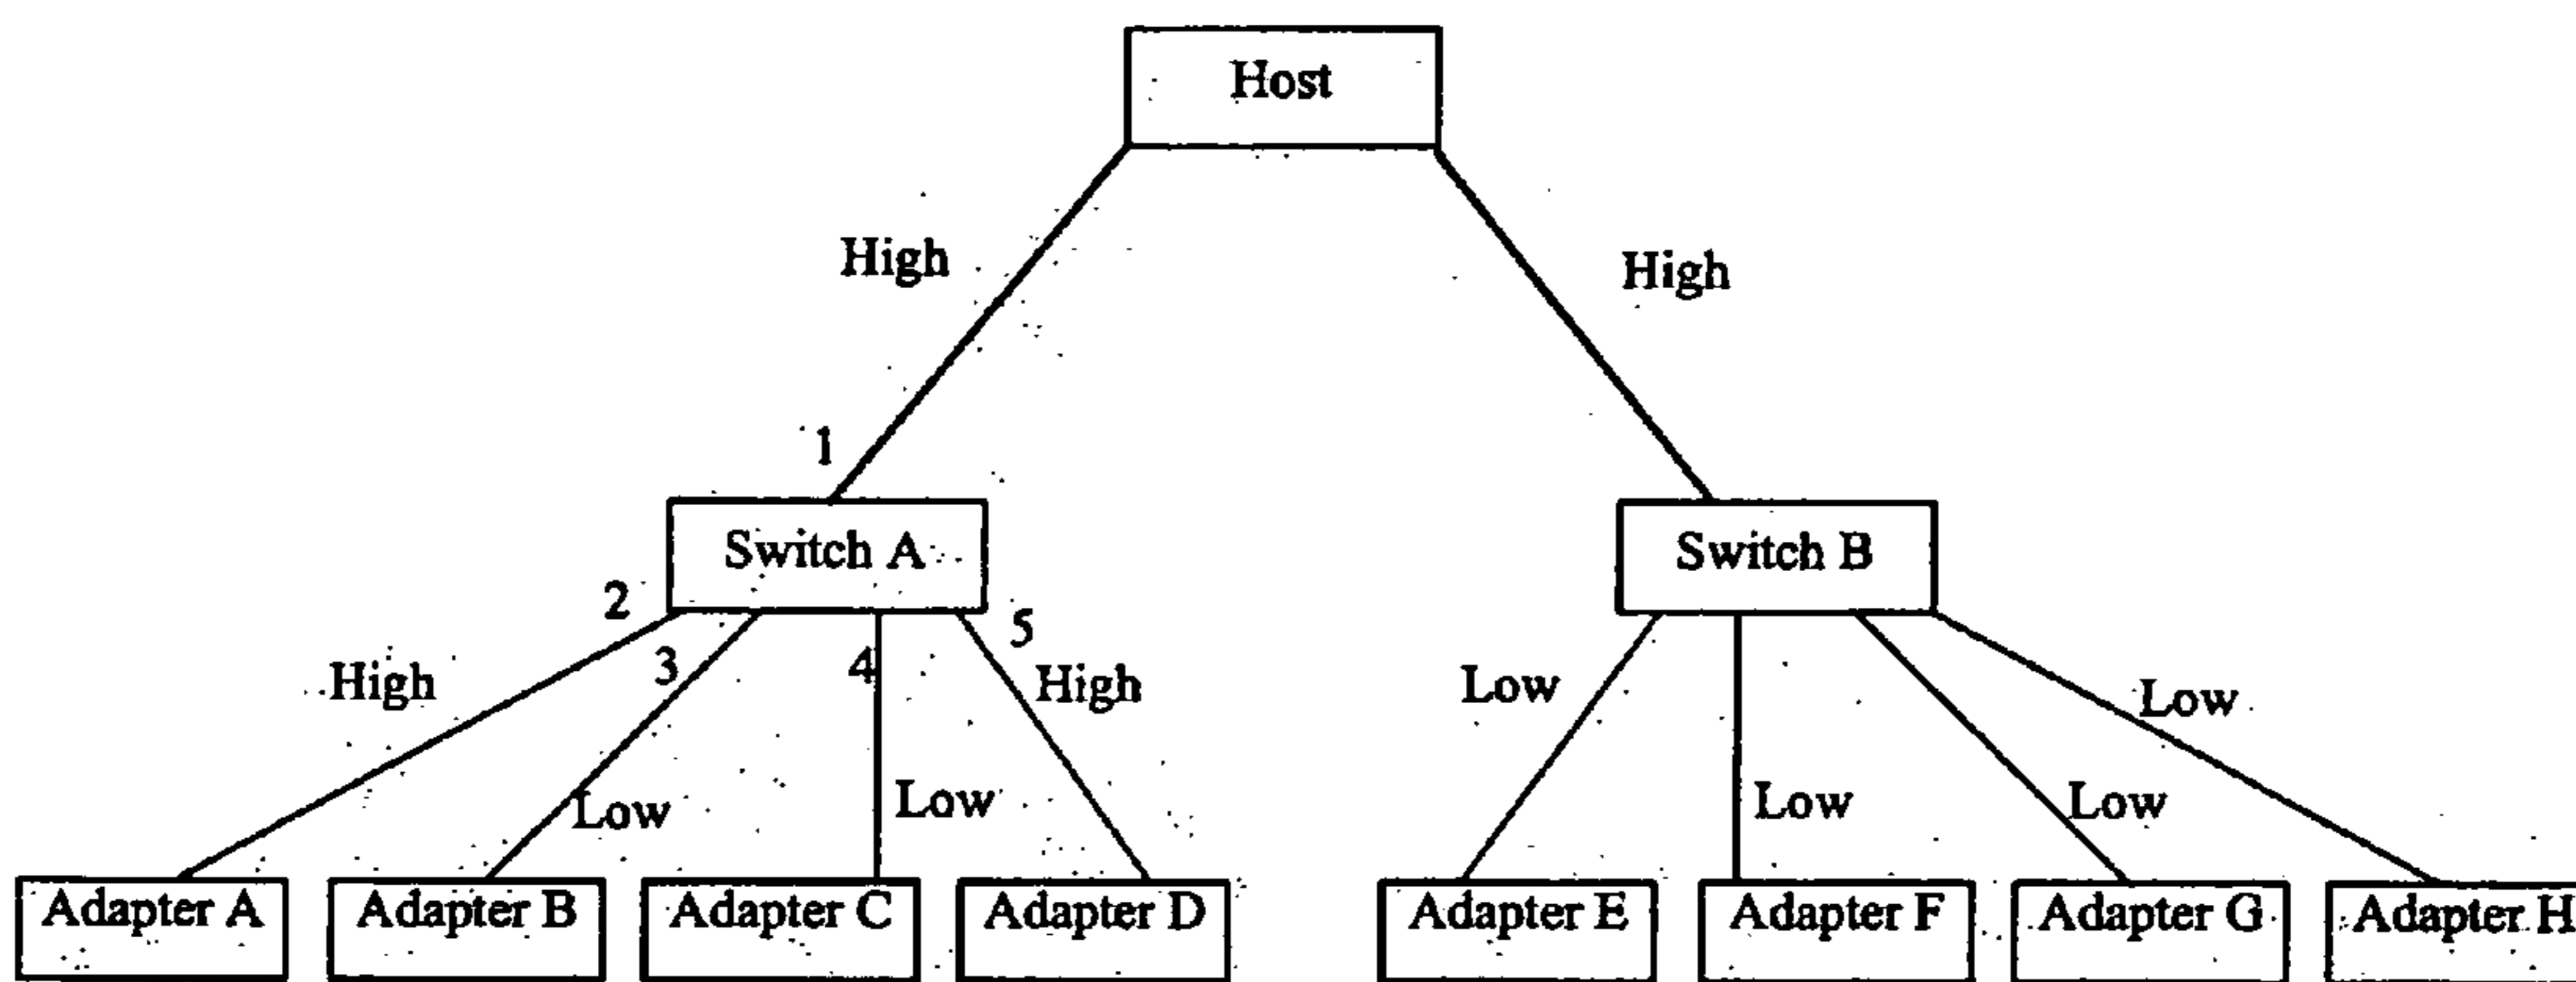 Host
High
High
1
Switch A
Switch B
2
3
4
5
High
Low
Low
High
Low
Low
Low
Low
Adapter A
Adapter B
Adapter C
Adapter D
Adapter E
Adapter F
Adapter G
Adapter H